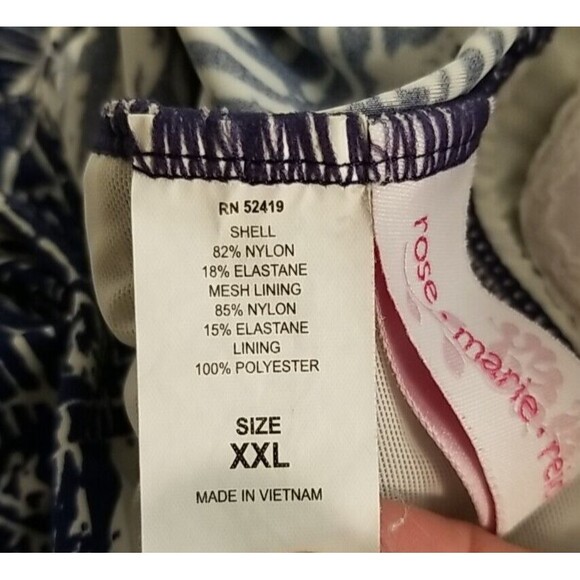 RN 52419
SHELL
82% NYLON
18% ELASTANE
MESH LINING
85% NYLON
15% ELASTANE
LINING
100% POLYESTER
SIZE
XXL
MADE IN VIETNAM
rose · marie ·